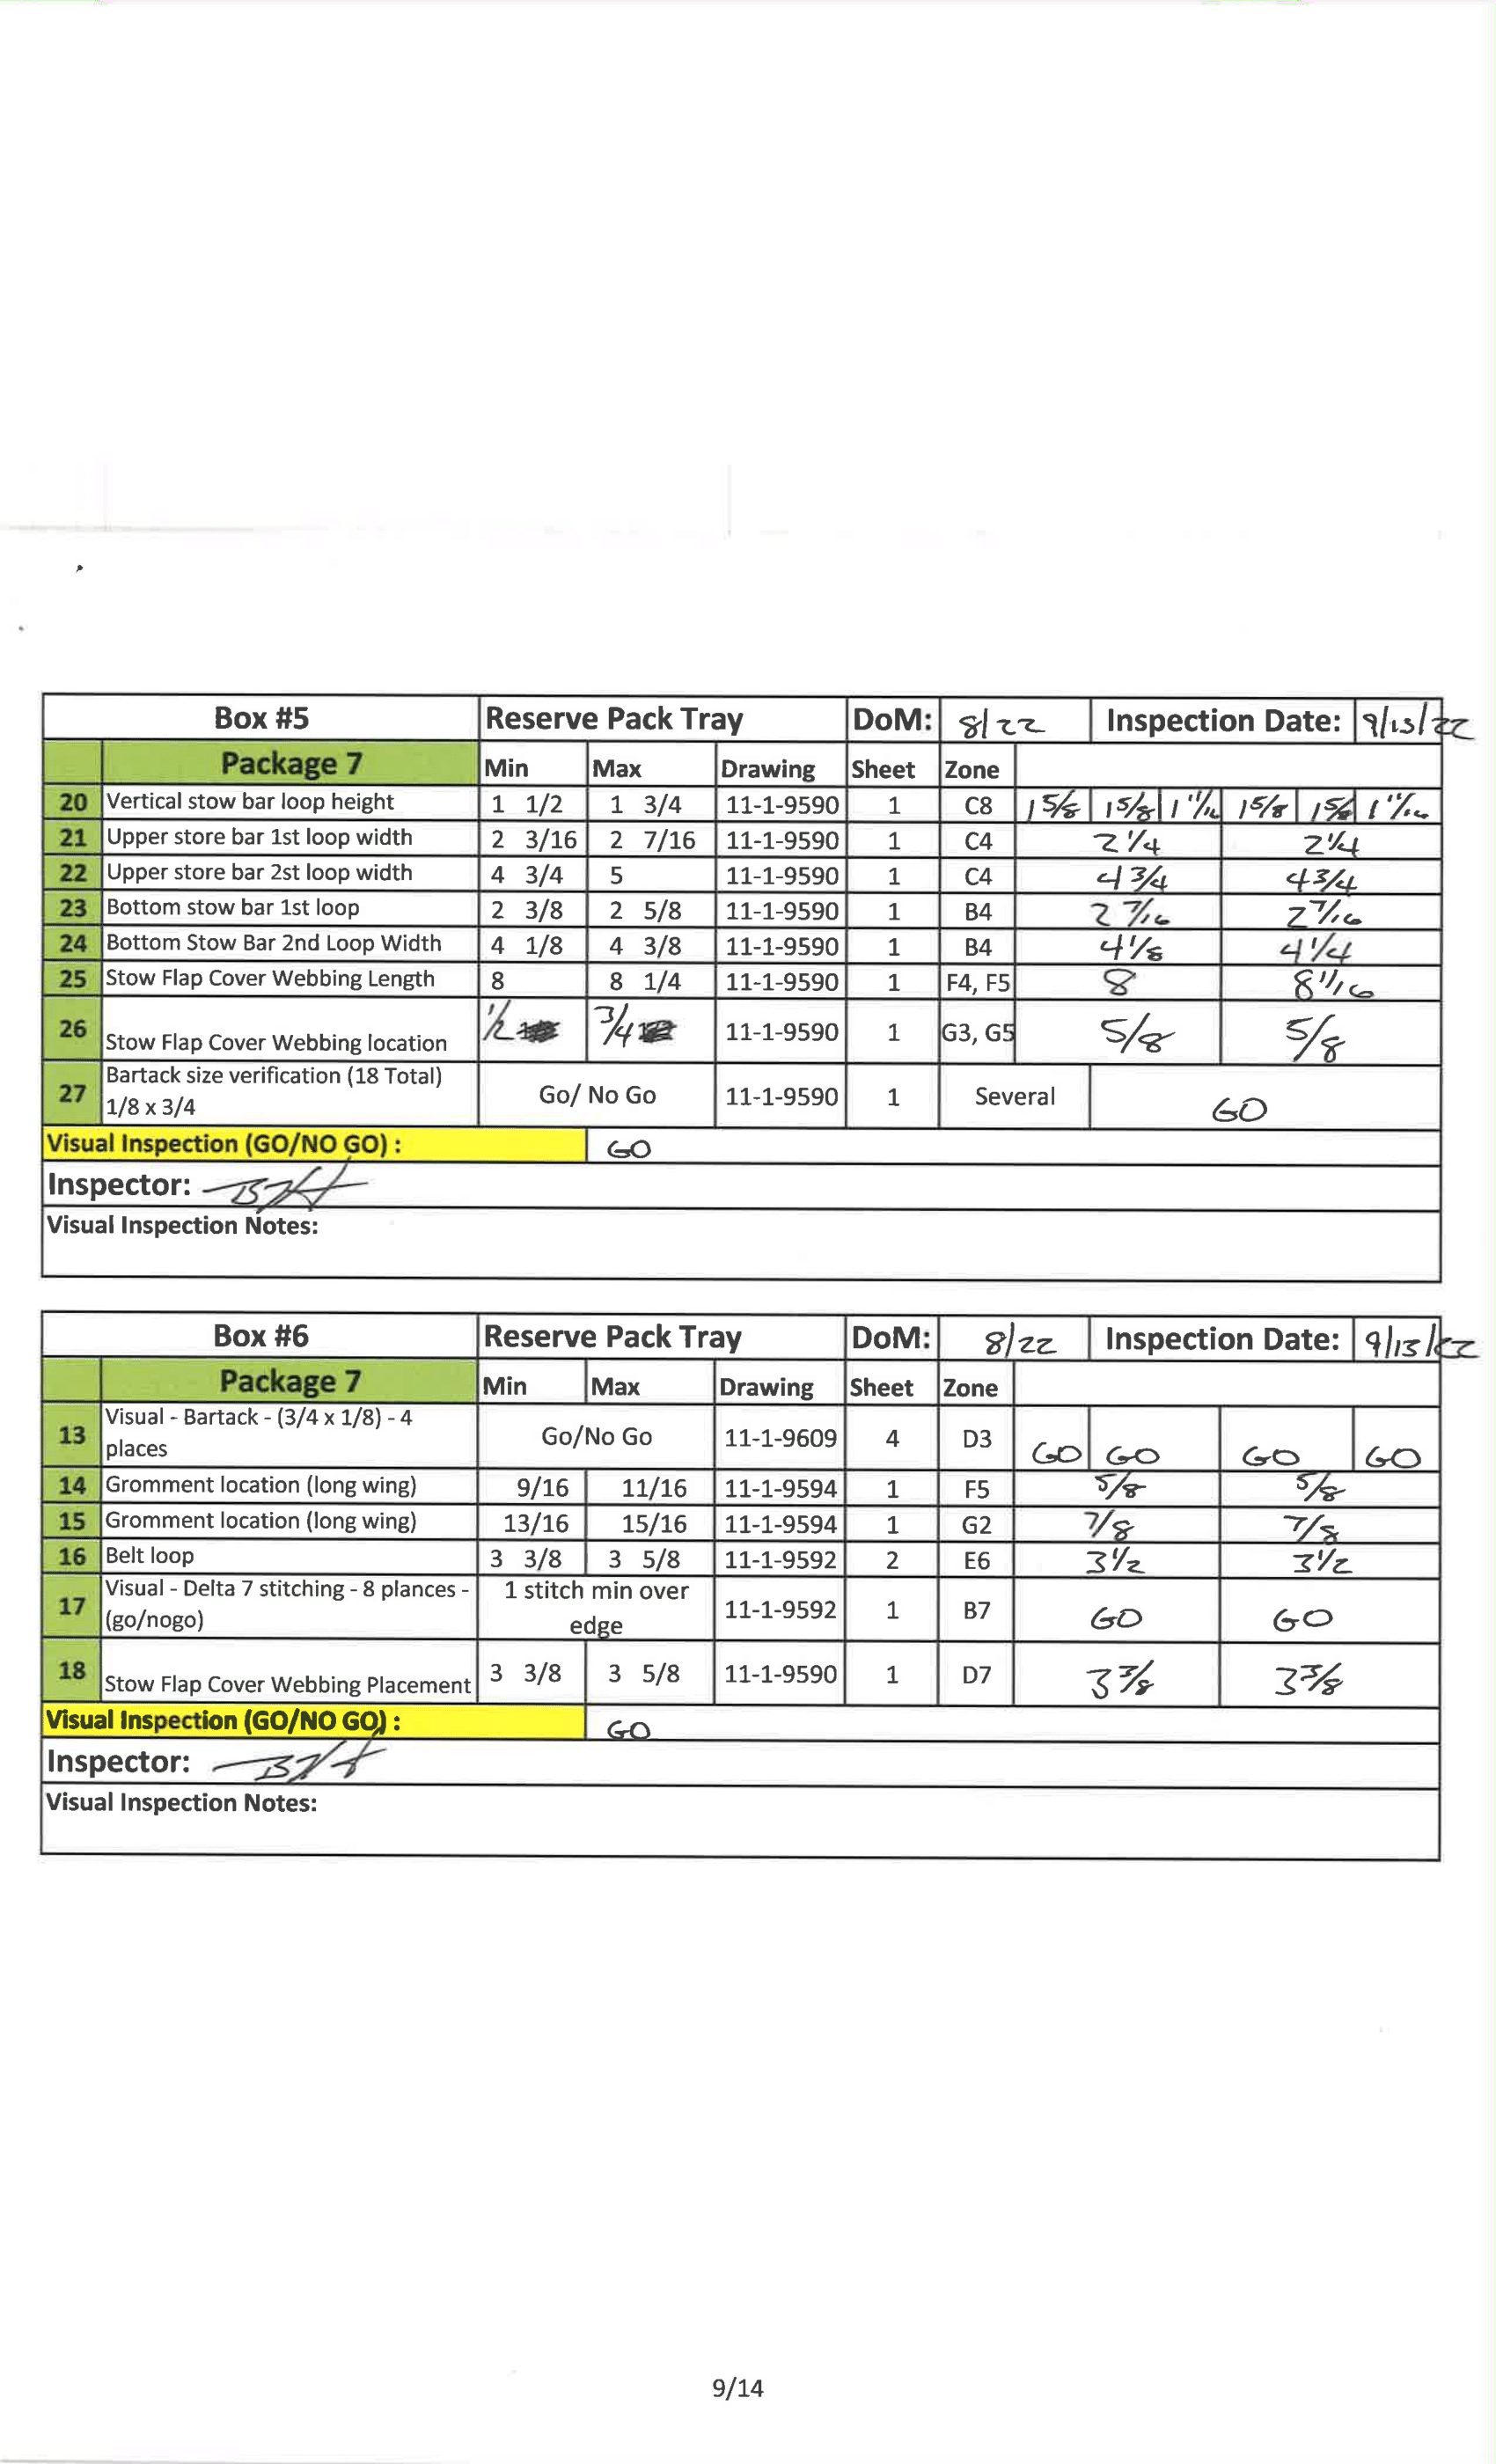 Box #5 Reserve Pack Tray DoM: 8/22 Inspection Date: 9/13/22
Package 7 Min Max Drawing Sheet Zone
20 Vertical stow bar loop height 1 1/2 1 3/4 11-1-9590 1 C8 1 5/8 1 5/8 1 11/16 1 5/8 1 5/8 1 11/16
21 Upper store bar 1st loop width 2 3/16 2 7/16 11-1-9590 1 C4 2 1/4 2 1/4
22 Upper store bar 2st loop width 4 3/4 5 11-1-9590 1 C4 4 3/4 4 3/4
23 Bottom stow bar 1st loop 2 3/8 2 5/8 11-1-9590 1 B4 2 7/16 2 7/16
24 Bottom Stow Bar 2nd Loop Width 4 1/8 4 3/8 11-1-9590 1 B4 4 1/8 4 1/4
25 Stow Flap Cover Webbing Length 8 8 1/4 11-1-9590 1 F4, F5 8 8 1/16
26 Stow Flap Cover Webbing location 1/2 3/4 11-1-9590 1 G3, G5 5/8 5/8
27 Bartack size verification (18 Total)
1/8 x 3/4 Go/ No Go 11-1-9590 1 Several GO
Visual Inspection (GO/NO GO) : GO
Inspector:
Visual Inspection Notes:
Box #6 Reserve Pack Tray DoM: 8/22 Inspection Date: 9/13/22
Package 7 Min Max Drawing Sheet Zone
13 Visual - Bartack - (3/4 x 1/8) - 4
places Go/No Go 11-1-9609 4 D3 GO GO GO GO
14 Gromment location (long wing) 9/16 11/16 11-1-9594 1 F5 5/8 5/8
15 Gromment location (long wing) 13/16 15/16 11-1-9594 1 G2 7/8 7/8
16 Belt loop 3 3/8 3 5/8 11-1-9592 2 E6 3 1/2 3 1/2
17 Visual - Delta 7 stitching - 8 plances - 1 stitch min over
(go/nogo) edge 11-1-9592 1 B7 GO GO
18 Stow Flap Cover Webbing Placement 3 3/8 3 5/8 11-1-9590 1 D7 3 3/8 3 3/8
Visual Inspection (GO/NO GO) : GO
Inspector:
Visual Inspection Notes:
9/14